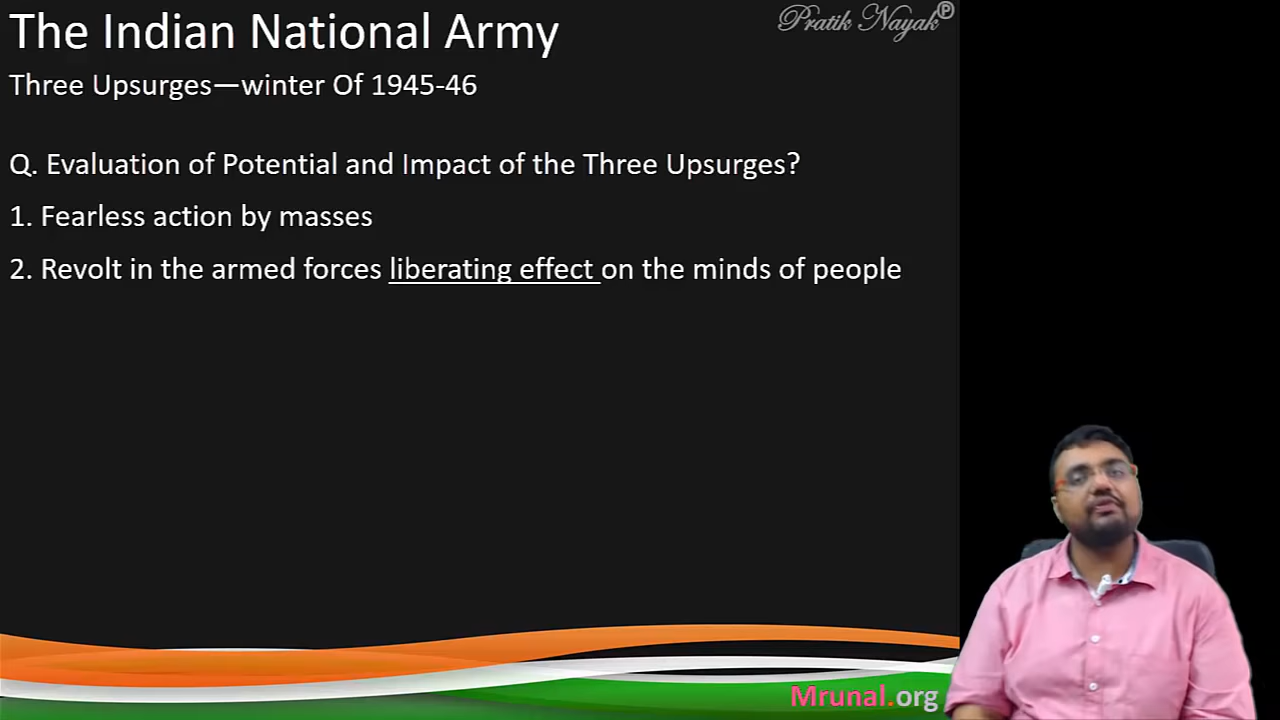 The Indian National Army
Pratik Nayak℗
Three Upsurges—winter Of 1945-46
Q. Evaluation of Potential and Impact of the Three Upsurges?
1. Fearless action by masses
2. Revolt in the armed forces liberating effect on the minds of people
Mrunal.org